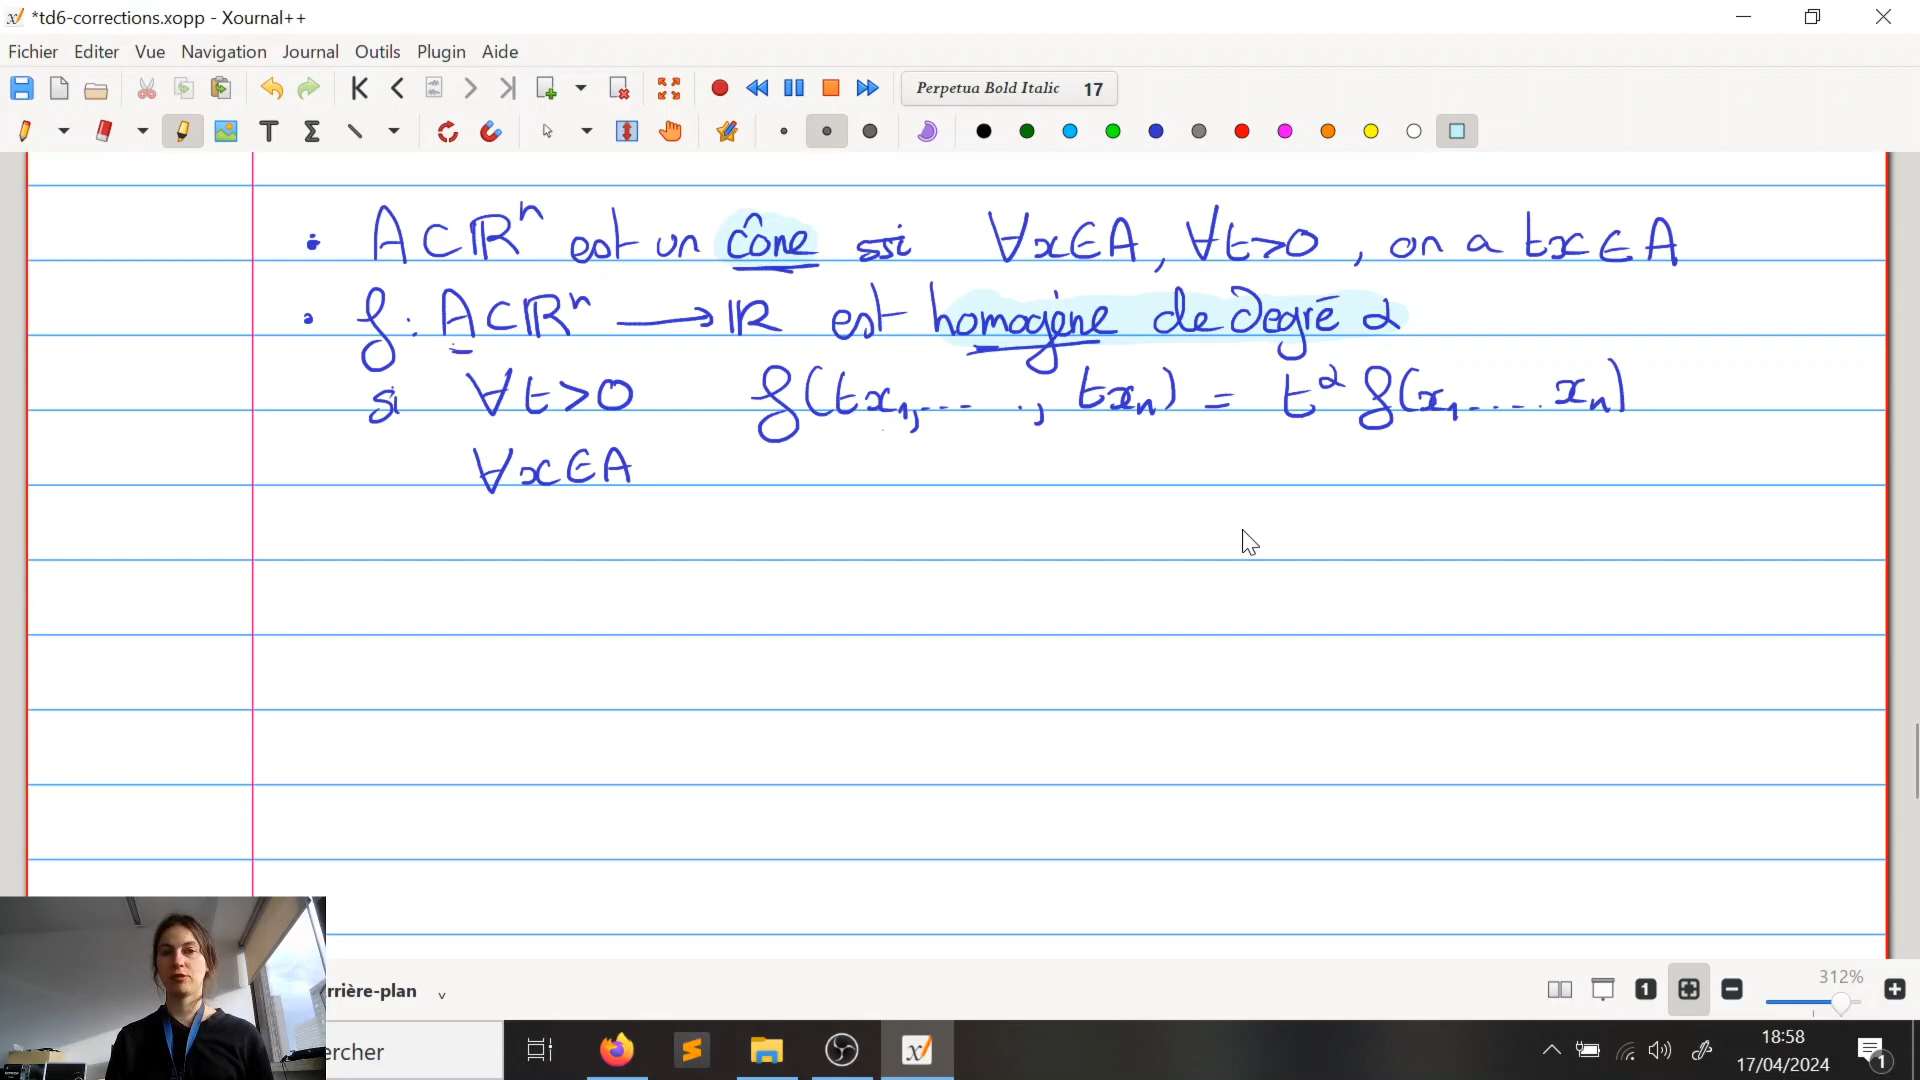 *td6-corrections.xopp - Xournal++
Fichier Editer Vue Navigation Journal Outils Plugin Aide
Perpetua Bold Italic 17
• A⊂ℝⁿ est un cône ssi ∀x∈A, ∀t>0, on a tx∈A
• f: A⊂ℝⁿ → ℝ est homogène de degré α
si ∀t>0 f(tx₁,....., txₙ) = t^α f(x₁.....xₙ)
∀x∈A
rrière-plan
312%
ercher
18:58
17/04/2024
1